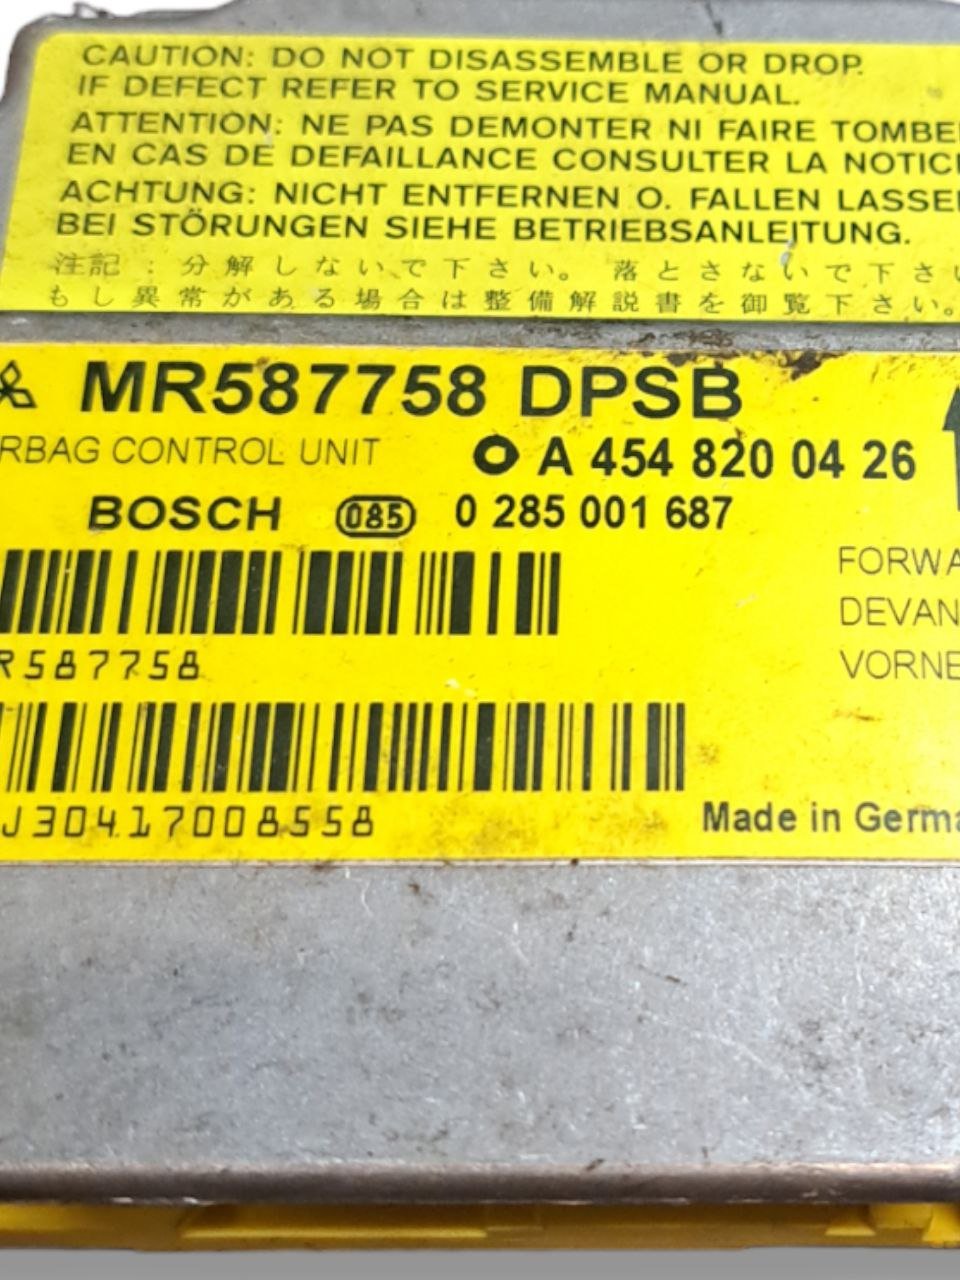 CAUTION: DO NOT DISASSEMBLE OR DROP.
IF DEFECT REFER TO SERVICE MANUAL.
ATTENTION: NE PAS DEMONTER NI FAIRE TOMBE
EN CAS DE DEFAILLANCE CONSULTER LA NOTIC
ACHTUNG: NICHT ENTFERNEN O. FALLEN LASSE
BEI STÖRUNGEN SIEHE BETRIEBSANLEITUNG.
注記：分解しないで下さい。 落とさないで下さい
もし異常がある場合は整備解説書を御覧下さい。
MR587758 DPSB
RBAG CONTROL UNIT A 454 820 04 26
BOSCH 085 0 285 001 687
FORWA
DEVAN
R587758 VORNE
J30417008558 Made in Germa